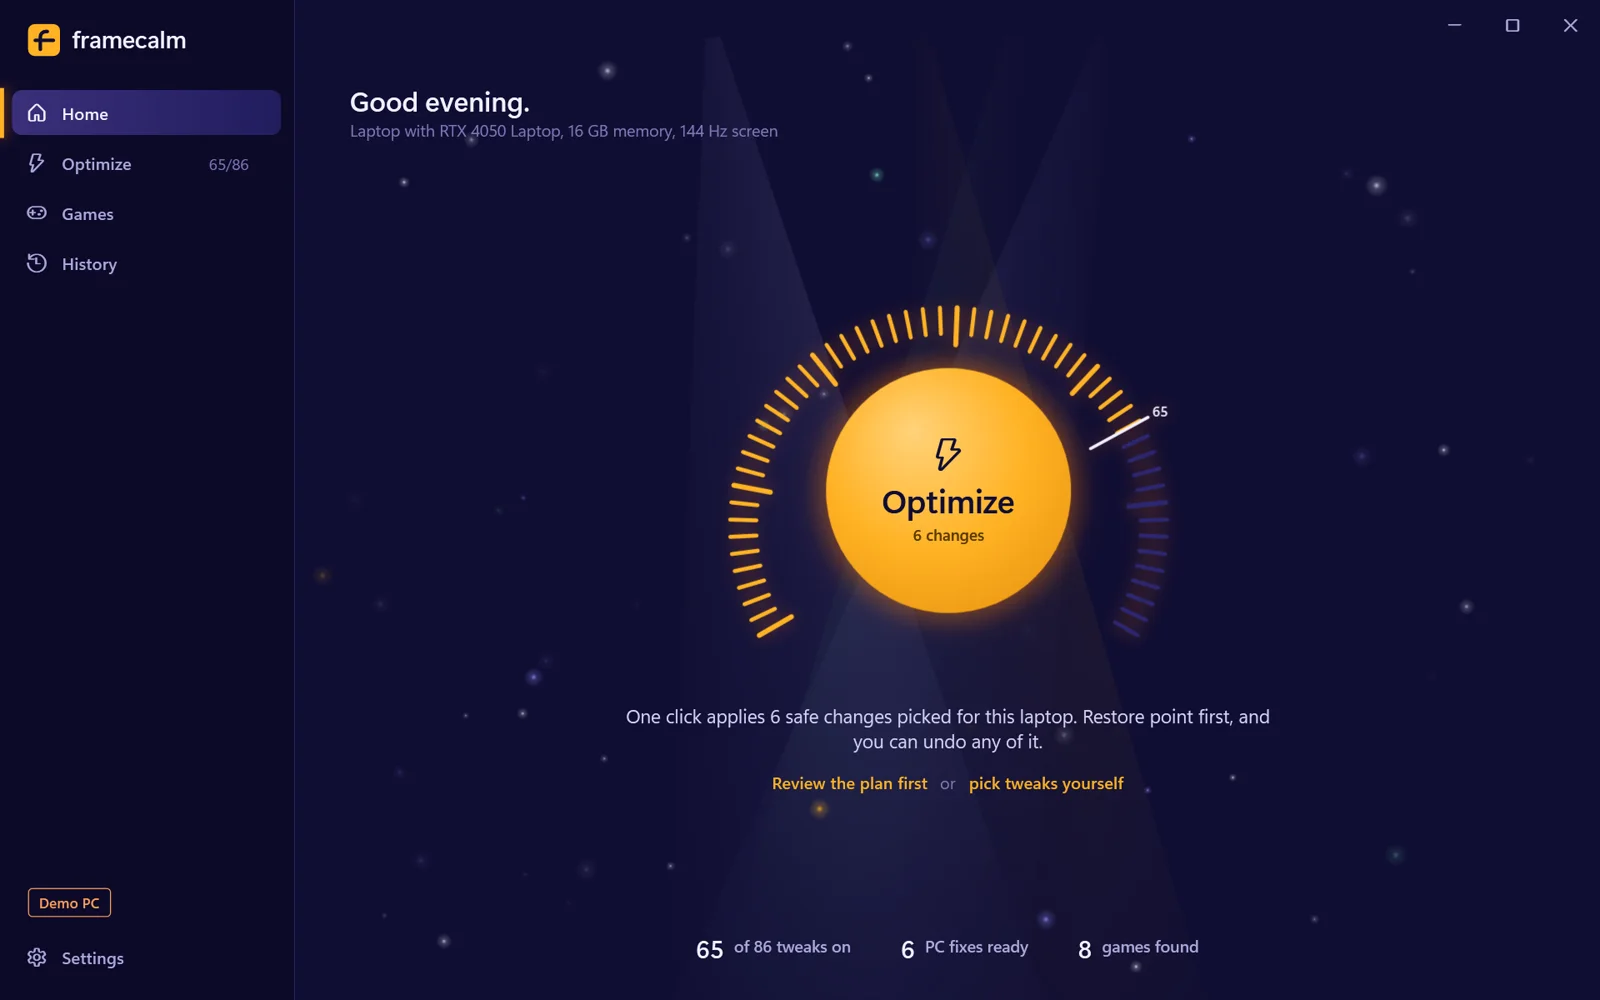 framecalm
Home
Optimize 65/86
Games
History
Demo PC
Settings
Good evening.
Laptop with RTX 4050 Laptop, 16 GB memory, 144 Hz screen
65
Optimize
6 changes
One click applies 6 safe changes picked for this laptop. Restore point first, and
you can undo any of it.
Review the plan first or pick tweaks yourself
65 of 86 tweaks on 6 PC fixes ready 8 games found